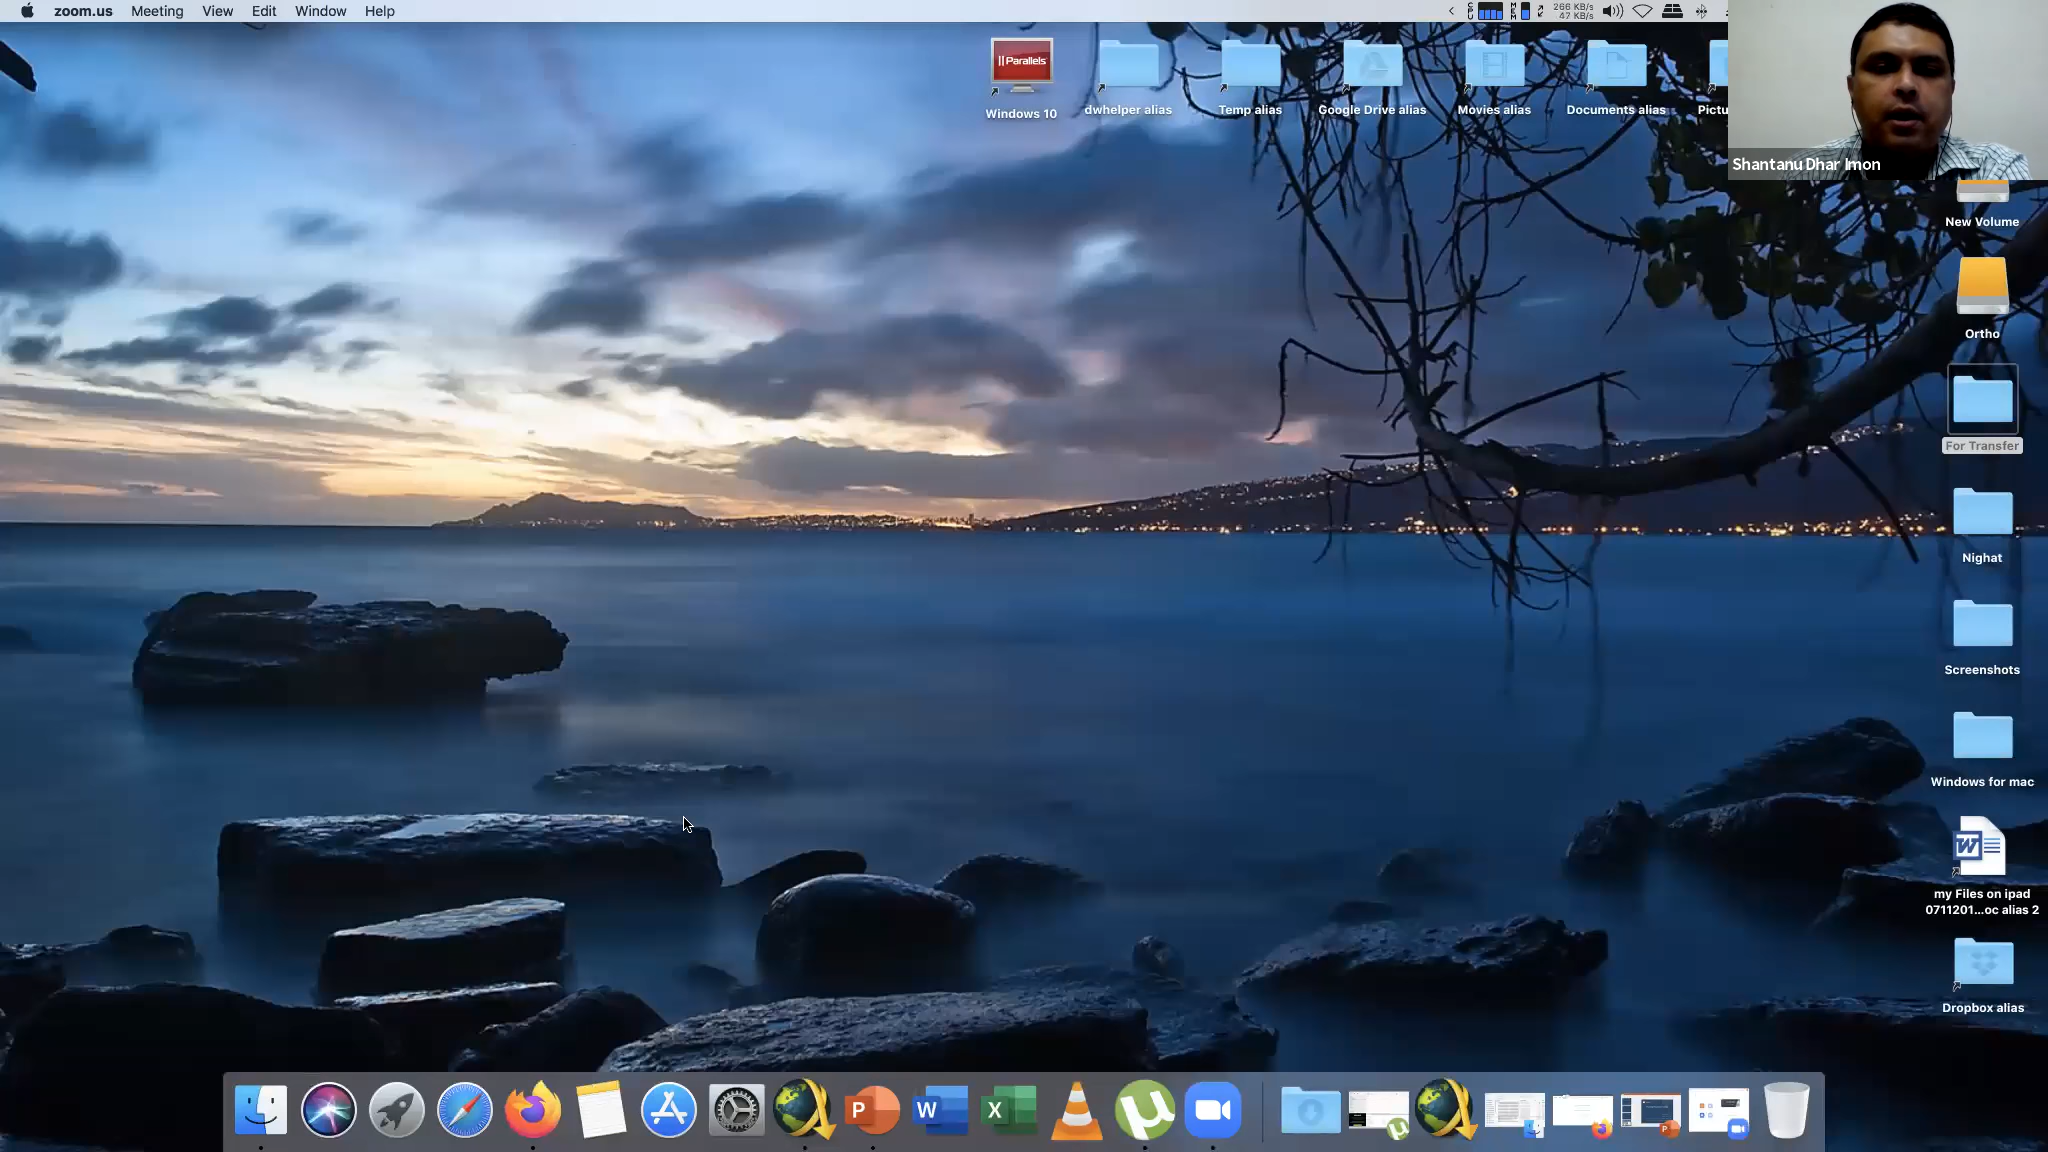 zoom.us Meeting View Edit Window Help
266 KB/s
47 KB/s
Parallels
Windows 10
dwhelper alias
Temp alias
Google Drive alias
Movies alias
Documents alias
Pictu
Shantanu Dhar Imon
New Volume
Ortho
For Transfer
Nighat
Screenshots
Windows for mac
W
my Files on ipad
0711201...oc alias 2
Dropbox alias
P
W
X
µ